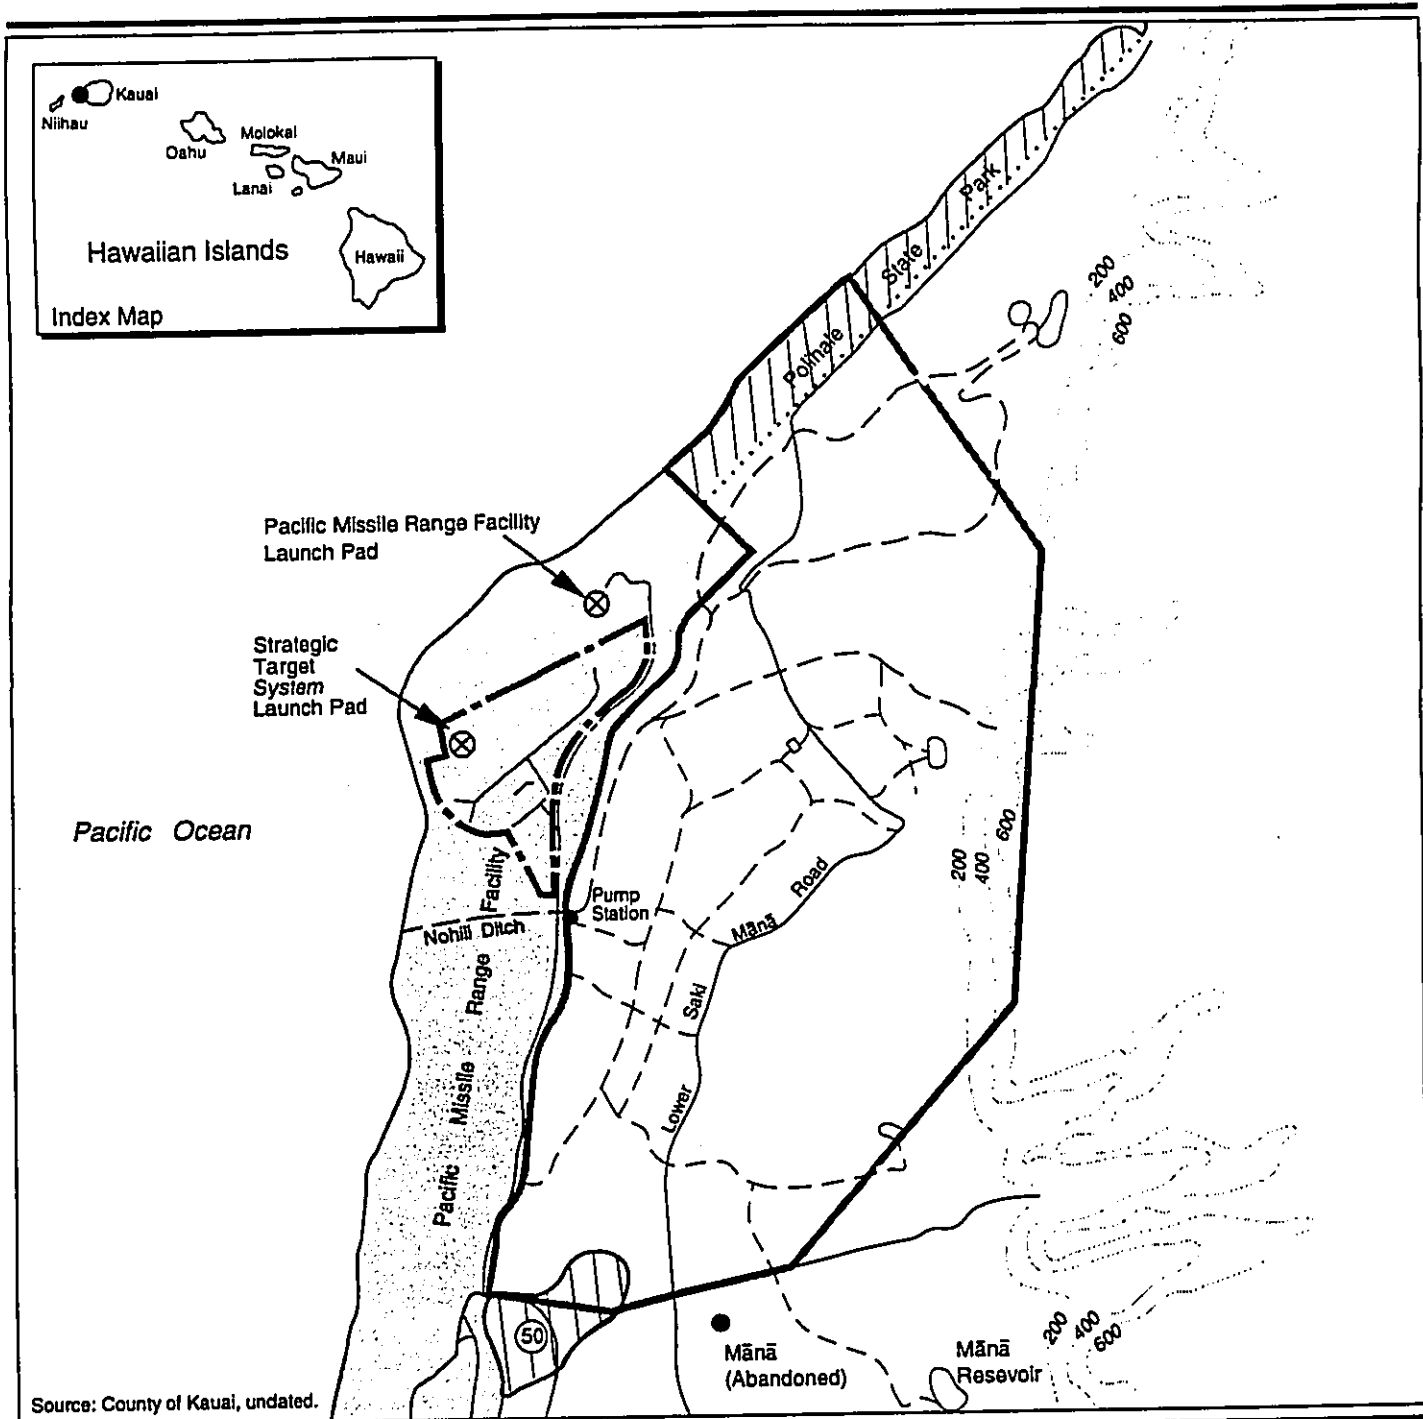 Kauai
Niihau
Oahu
Molokai
Lanai
Maui
Hawaiian Islands
Hawaii
Index Map
Polihale
State
Park
200
400
600
Pacific Missile Range Facility
Launch Pad
Strategic
Target
System
Launch Pad
Pacific Ocean
200
400
600
Pump
Station
Nohili Ditch
Pacific Missile Range Facility
Lower
Saki
Mānā
Road
50
Mānā
(Abandoned)
Mānā
Resevoir
200
400
600
Source: County of Kauai, undated.